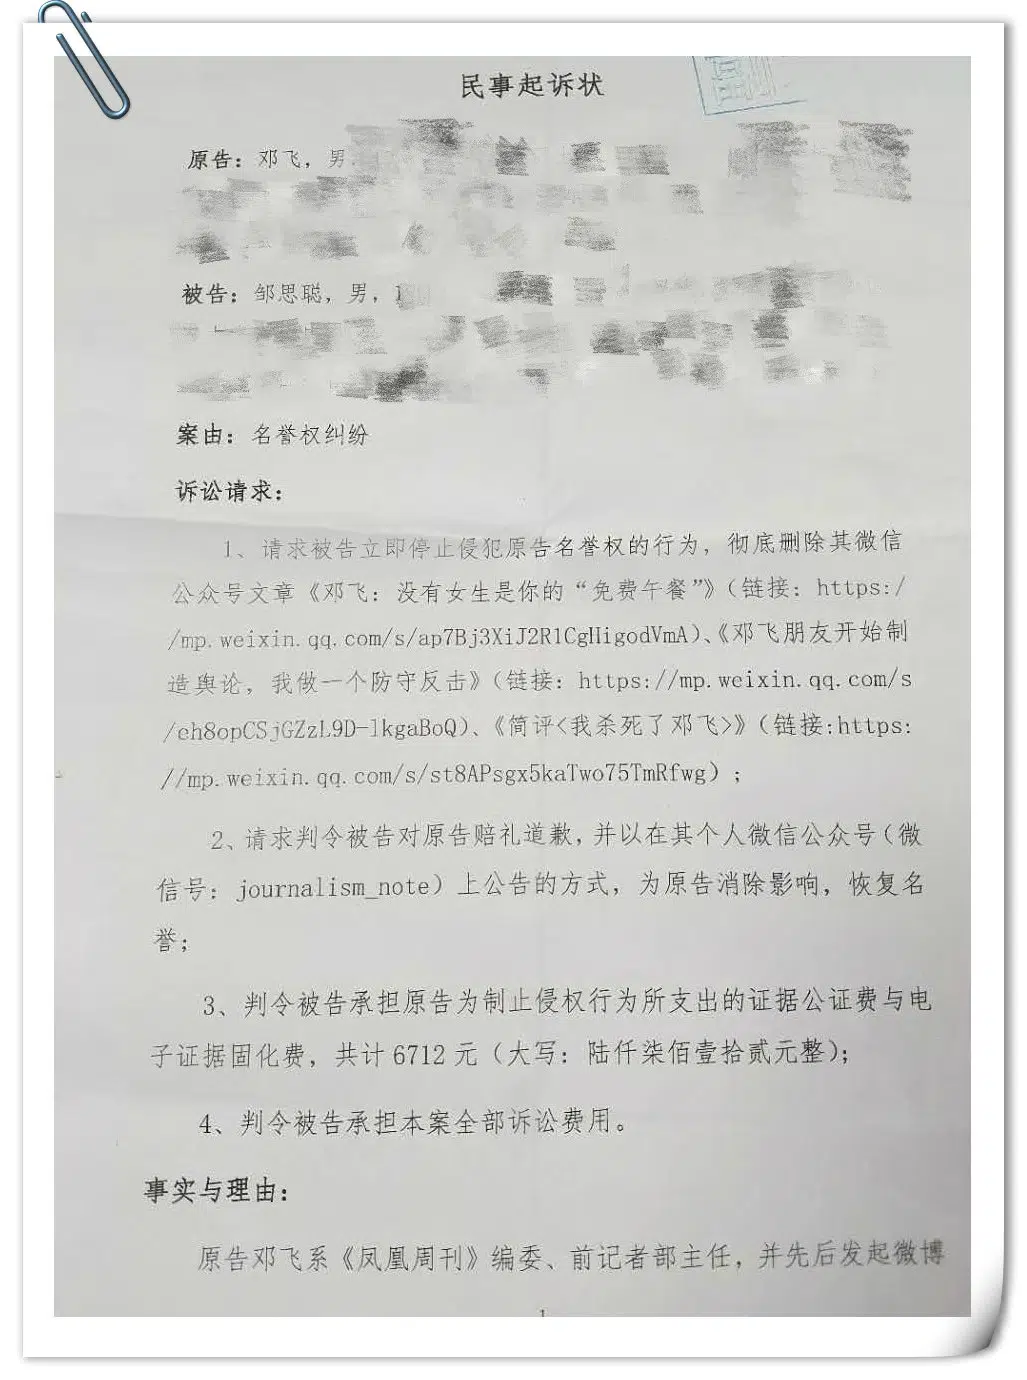 民事起诉状
原告：邓飞，男
被告：邹思聪，男，
案由：名誉权纠纷
诉讼请求：
1、请求被告立即停止侵犯原告名誉权的行为，彻底删除其微信
公众号文章《邓飞：没有女生是你的“免费午餐”》（链接：https:/
/mp.weixin.qq.com/s/ap7Bj3XiJ2R1CgHigodVmA）、《邓飞朋友开始制
造舆论，我做一个防守反击》（链接：https://mp.weixin.qq.com/s
/eh8opCSjGZzL9D-lkgaBoQ）、《简评<我杀死了邓飞>》（链接:https:
//mp.weixin.qq.com/s/st8APsgx5kaTwo75TmRfwg）；
2、请求判令被告对原告赔礼道歉，并以在其个人微信公众号（微
信号：journalism_note）上公告的方式，为原告消除影响，恢复名
誉；
3、判令被告承担原告为制止侵权行为所支出的证据公证费与电
子证据固化费，共计 6712 元（大写：陆仟柒佰壹拾贰元整）；
4、判令被告承担本案全部诉讼费用。
事实与理由：
原告邓飞系《凤凰周刊》编委、前记者部主任，并先后发起微博
1